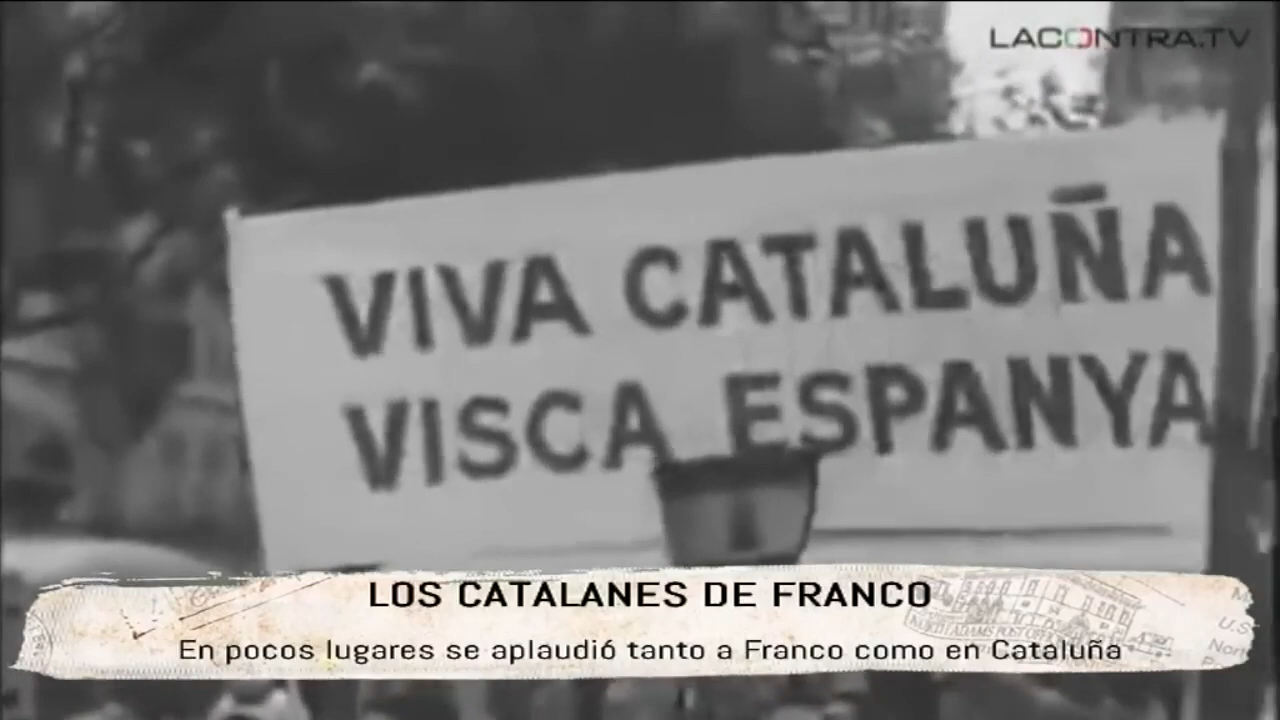 LACONTRA.TV
VIVA CATALUÑA
VISCA ESPANYA
LOS CATALANES DE FRANCO
En pocos lugares se aplaudió tanto a Franco como en Cataluña